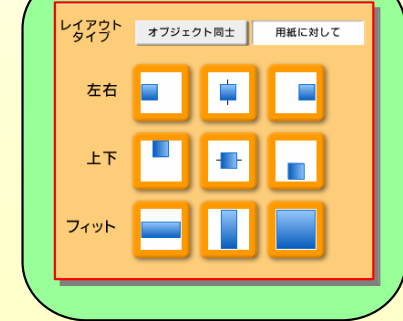 レイアウト
タイプ
オブジェクト同士
用紙に対して
左右
上下
フィット